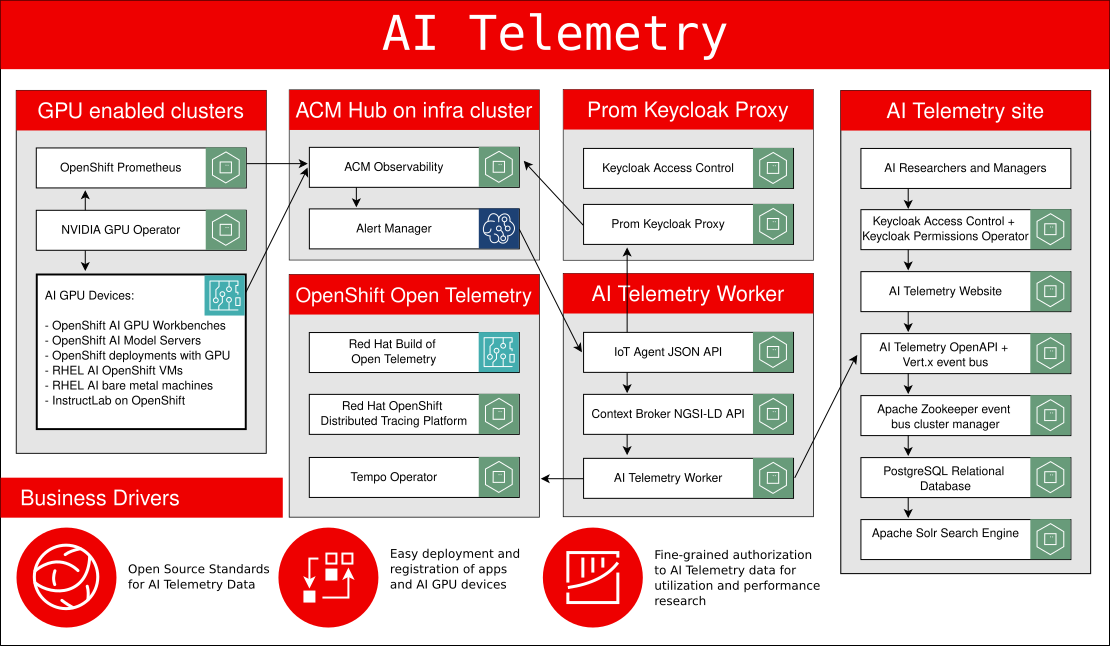 AI Telemetry
GPU enabled clusters
OpenShift Prometheus
NVIDIA GPU Operator
AI GPU Devices:
- OpenShift AI GPU Workbenches
- OpenShift AI Model Servers
- OpenShift deployments with GPU
- RHEL AI OpenShift VMs
- RHEL AI bare metal machines
- InstructLab on OpenShift
ACM Hub on infra cluster
ACM Observability
Alert Manager
OpenShift Open Telemetry
Red Hat Build of
Open Telemetry
Red Hat OpenShift
Distributed Tracing Platform
Tempo Operator
Prom Keycloak Proxy
Keycloak Access Control
Prom Keycloak Proxy
AI Telemetry Worker
IoT Agent JSON API
Context Broker NGSI-LD API
AI Telemetry Worker
AI Telemetry site
AI Researchers and Managers
Keycloak Access Control +
Keycloak Permissions Operator
AI Telemetry Website
AI Telemetry OpenAPI +
Vert.x event bus
Apache Zookeeper event
bus cluster manager
PostgreSQL Relational
Database
Apache Solr Search Engine
Business Drivers
Open Source Standards
for AI Telemetry Data
Easy deployment and
registration of apps
and AI GPU devices
Fine-grained authorization
to AI Telemetry data for
utilization and performance
research